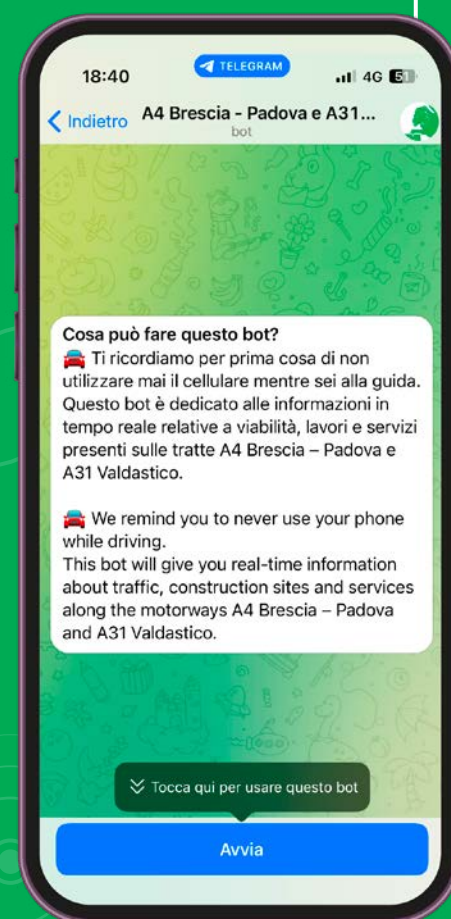 18:40
TELEGRAM
4G 51
Indietro
A4 Brescia - Padova e A31...
bot
Cosa può fare questo bot?
🚘 Ti ricordiamo per prima cosa di non
utilizzare mai il cellulare mentre sei alla guida.
Questo bot è dedicato alle informazioni in
tempo reale relative a viabilità, lavori e servizi
presenti sulle tratte A4 Brescia – Padova e
A31 Valdastico.
🚘 We remind you to never use your phone
while driving.
This bot will give you real-time information
about traffic, construction sites and services
along the motorways A4 Brescia – Padova
and A31 Valdastico.
Tocca qui per usare questo bot
Avvia